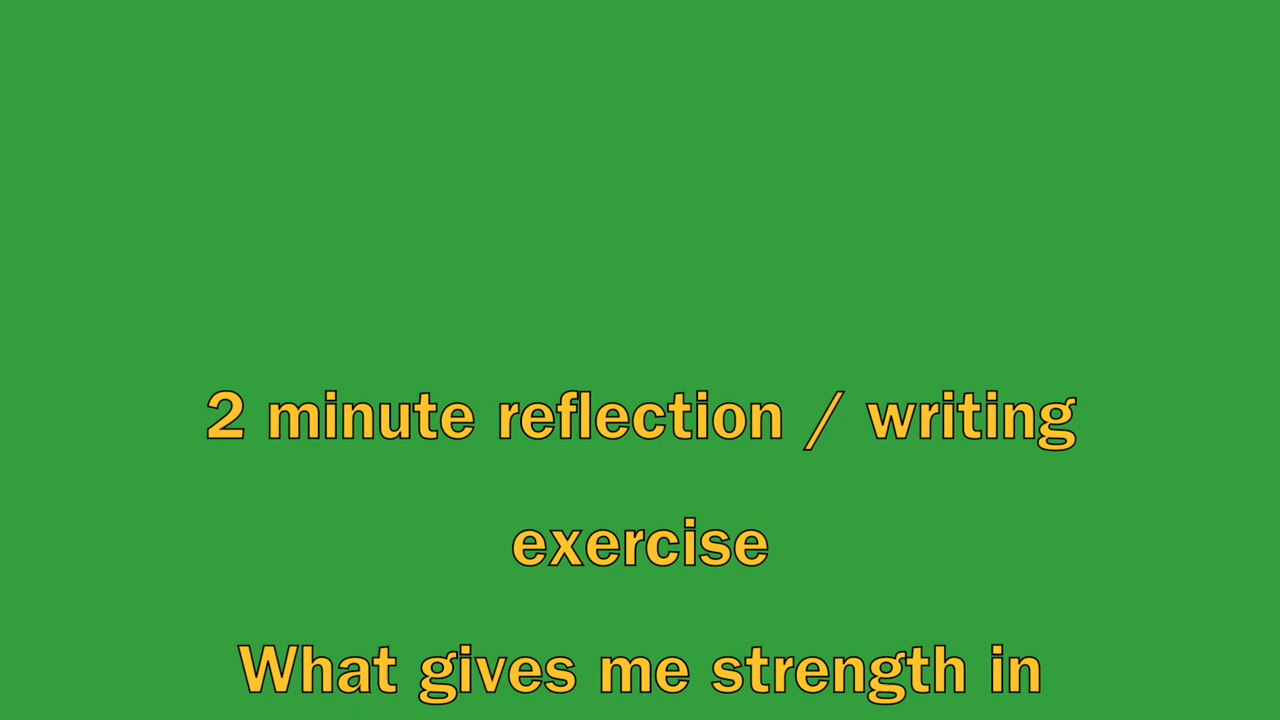 2 minute reflection / writing
exercise
What gives me strength in